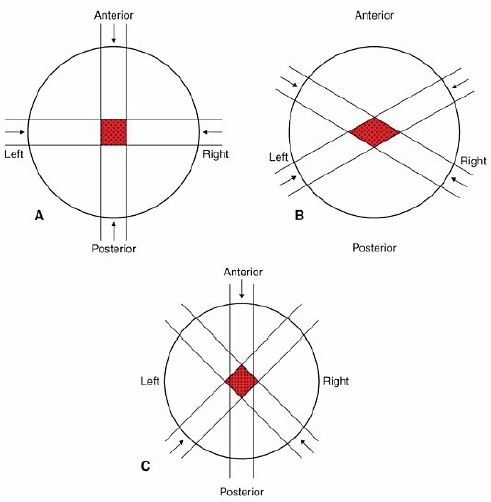 Anterior
Left
Right
A
Posterior
Anterior
Left
Right
B
Posterior
Anterior
Left
Right
C
Posterior